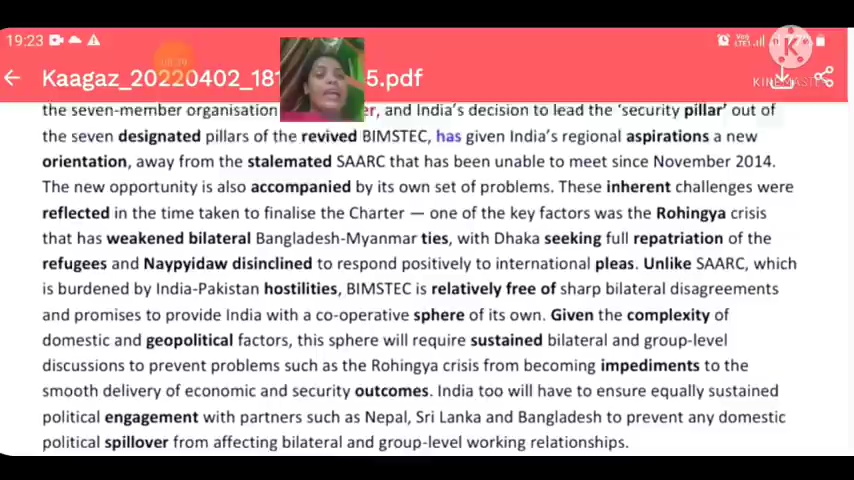 19:23
Kaagaz_20220402_181 5.pdf
KINEMASTER
the seven-member organisation er, and India's decision to lead the 'security pillar' out of
the seven designated pillars of the revived BIMSTEC, has given India's regional aspirations a new
orientation, away from the stalemated SAARC that has been unable to meet since November 2014.
The new opportunity is also accompanied by its own set of problems. These inherent challenges were
reflected in the time taken to finalise the Charter — one of the key factors was the Rohingya crisis
that has weakened bilateral Bangladesh-Myanmar ties, with Dhaka seeking full repatriation of the
refugees and Naypyidaw disinclined to respond positively to international pleas. Unlike SAARC, which
is burdened by India-Pakistan hostilities, BIMSTEC is relatively free of sharp bilateral disagreements
and promises to provide India with a co-operative sphere of its own. Given the complexity of
domestic and geopolitical factors, this sphere will require sustained bilateral and group-level
discussions to prevent problems such as the Rohingya crisis from becoming impediments to the
smooth delivery of economic and security outcomes. India too will have to ensure equally sustained
political engagement with partners such as Nepal, Sri Lanka and Bangladesh to prevent any domestic
political spillover from affecting bilateral and group-level working relationships.